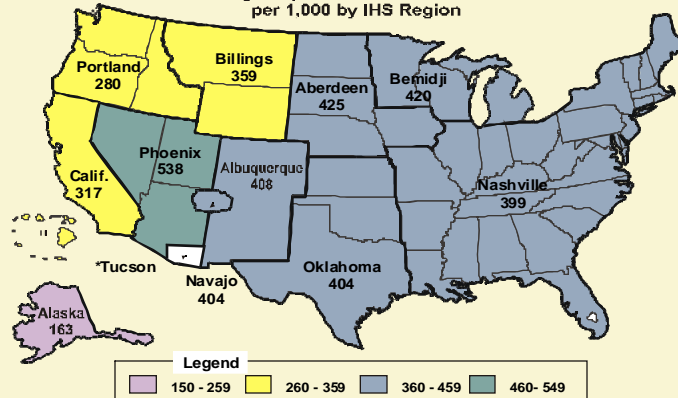 per 1,000 by IHS Region
Portland
280
Billings
359
Aberdeen
425
Bemidji
420
Phoenix
538
Albuquerque
408
Calif.
317
Nashville
399
*Tucson
Navajo
404
Oklahoma
404
Alaska
163
Legend
150 - 259
260 - 359
360 - 459
460- 549